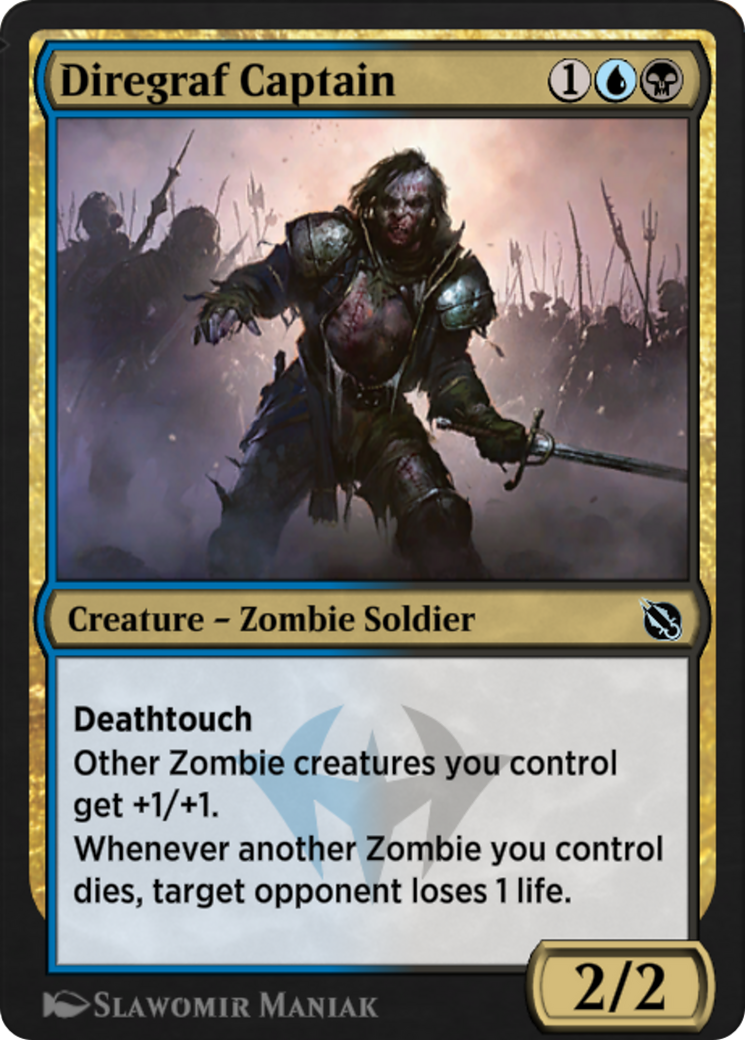 Diregraf Captain 1
Creature – Zombie Soldier
Deathtouch
Other Zombie creatures you control
get +1/+1.
Whenever another Zombie you control
dies, target opponent loses 1 life.
2/2
Slawomir Maniak